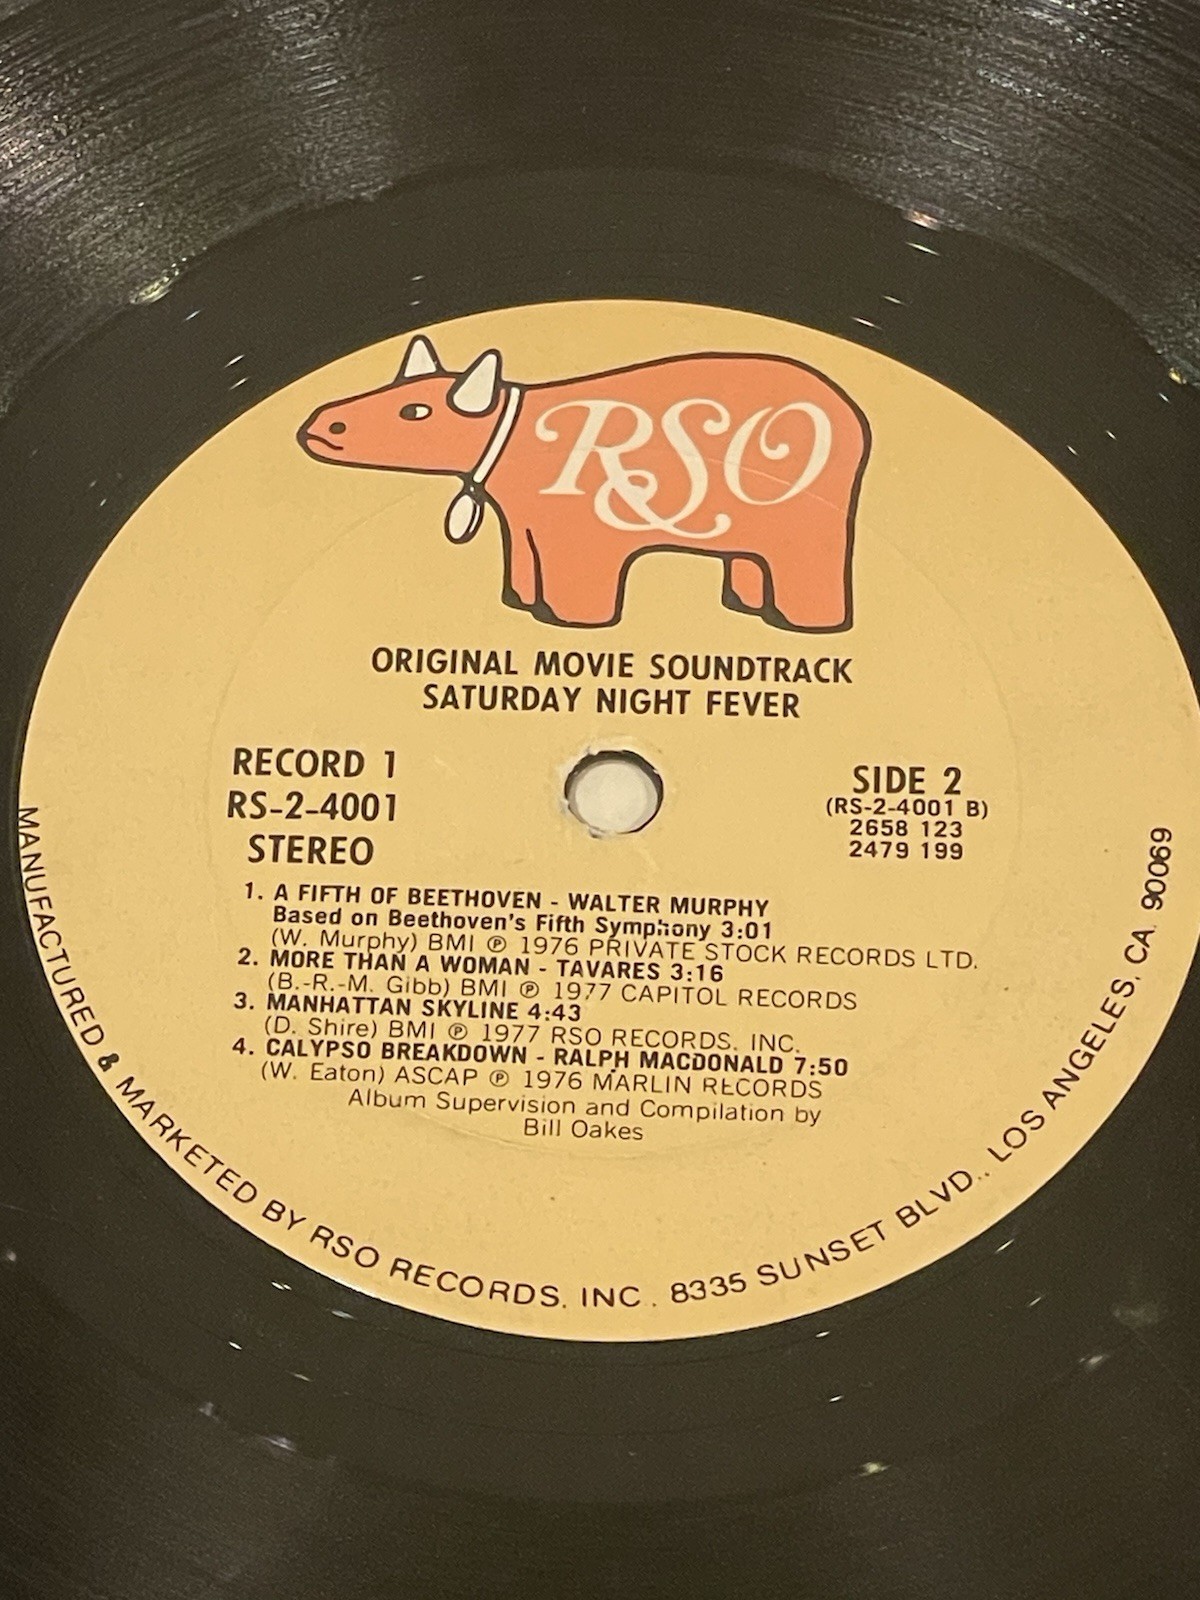 RSO
ORIGINAL MOVIE SOUNDTRACK
SATURDAY NIGHT FEVER
RECORD 1
RS-2-4001
STEREO
SIDE 2
(RS-2-4001 B)
2658 123
2479 199
1. A FIFTH OF BEETHOVEN - WALTER MURPHY
Based on Beethoven's Fifth Symphony 3:01
(W. Murphy) BMI ℗ 1976 PRIVATE STOCK RECORDS LTD.
2. MORE THAN A WOMAN - TAVARES 3:16
(B.-R.-M. Gibb) BMI ℗ 1977 CAPITOL RECORDS
3. MANHATTAN SKYLINE 4:43
(D. Shire) BMI ℗ 1977 RSO RECORDS. INC.
4. CALYPSO BREAKDOWN - RALPH MACDONALD 7:50
(W. Eaton) ASCAP ℗ 1976 MARLIN RECORDS
Album Supervision and Compilation by
Bill Oakes
MANUFACTURED & MARKETED BY RSO RECORDS, INC. 8335 SUNSET BLVD., LOS ANGELES, CA. 90069